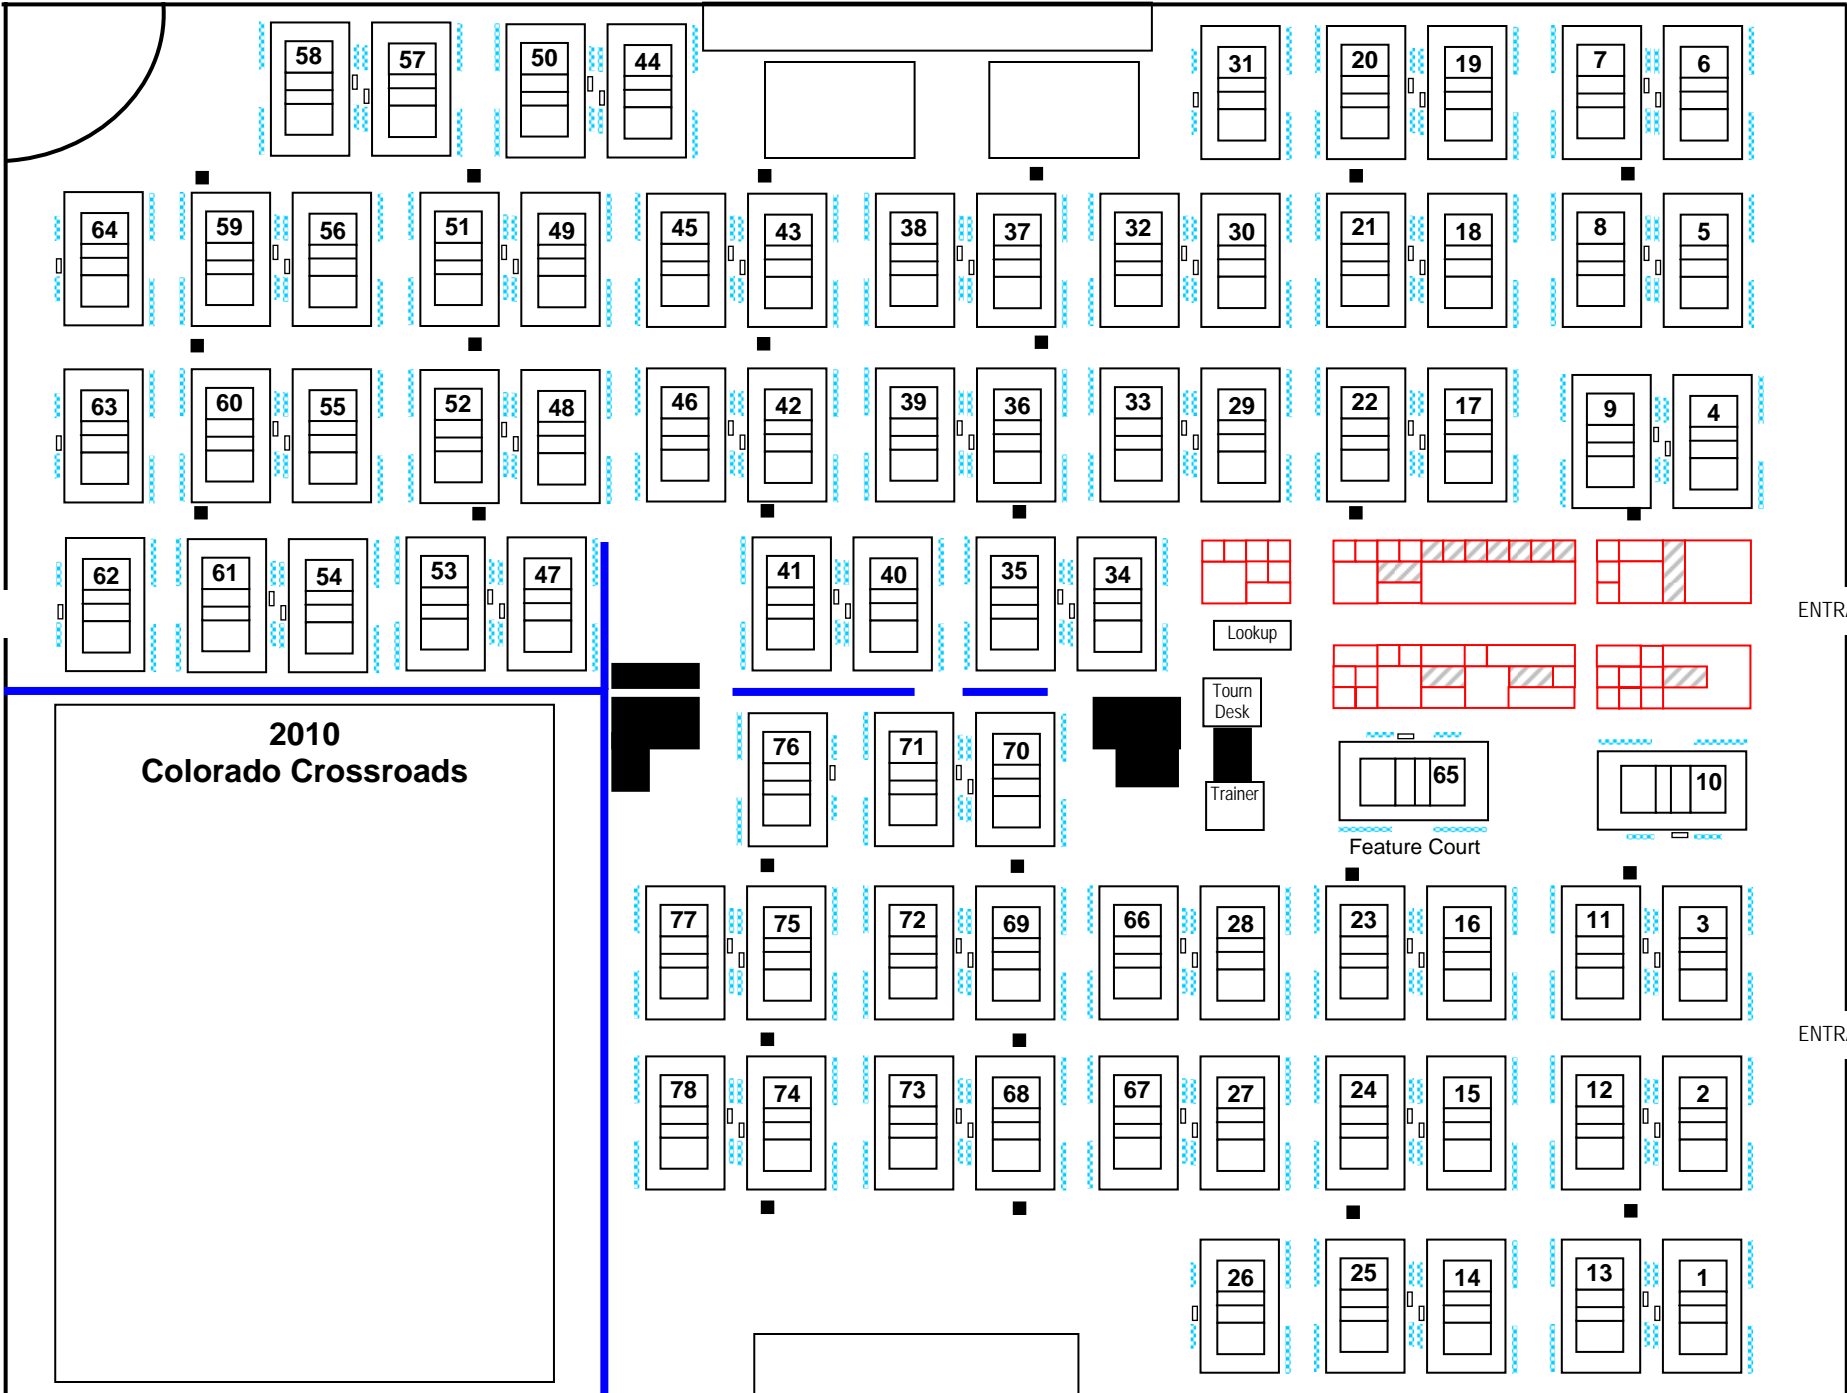 58 57 50 44 31 20 19 7 6
64 59 56 51 49 45 43 38 37 32 30 21 18 8 5
63 60 55 52 48 46 42 39 36 33 29 22 17 9 4
62 61 54 53 47 41 40 35 34
ENTRA
Lookup
Tourn
Desk
2010
Colorado Crossroads
76 71 70 65 10
Trainer
Feature Court
77 75 72 69 66 28 23 16 11 3
ENTRA
78 74 73 68 67 27 24 15 12 2
26 25 14 13 1